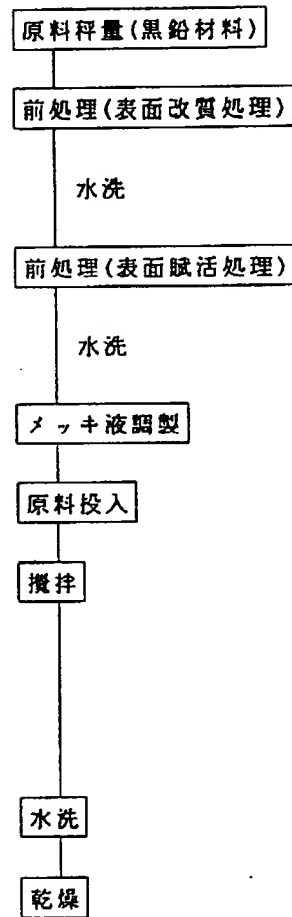 原料秤量(黒鉛材料)
前処理(表面改質処理)
水洗
前処理(表面賦活処理)
水洗
メッキ液調製
原料投入
攪拌
水洗
乾燥